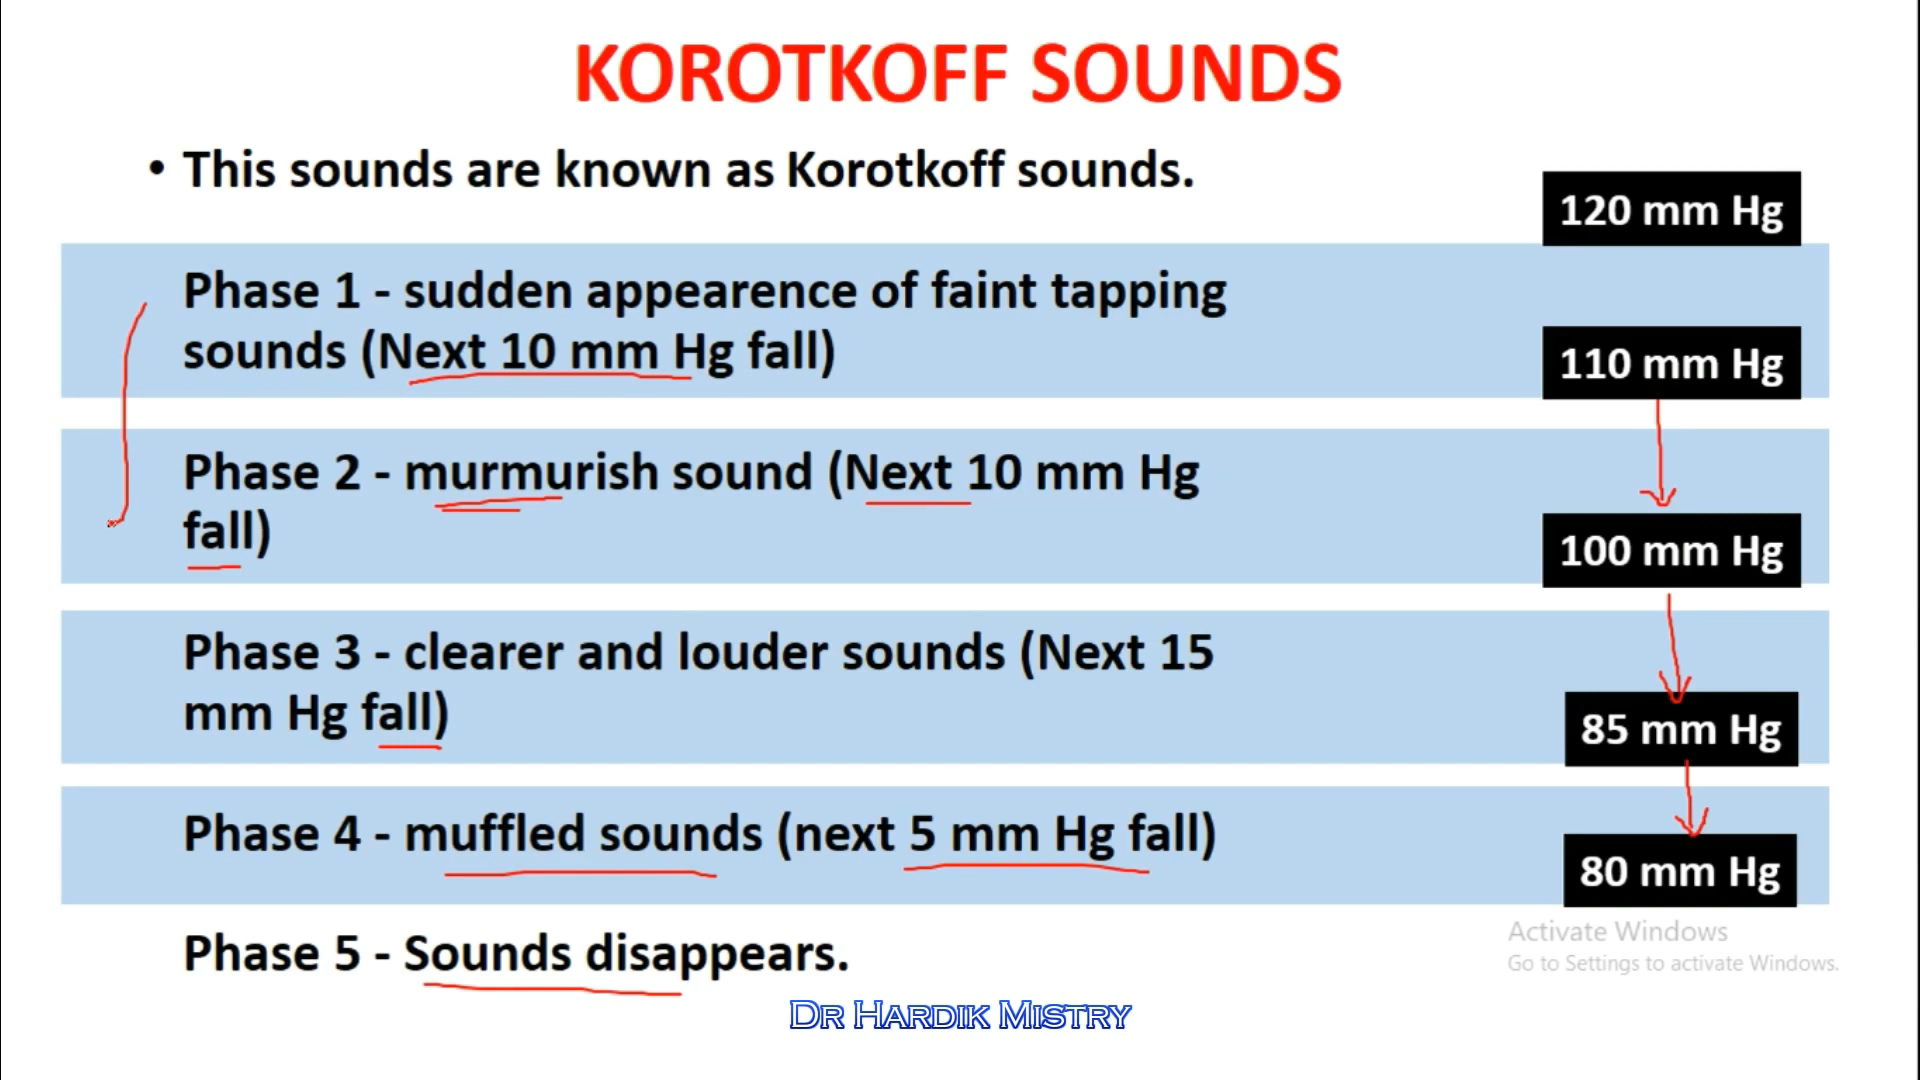 KOROTKOFF SOUNDS
• This sounds are known as Korotkoff sounds.
120 mm Hg
Phase 1 - sudden appearence of faint tapping
sounds (Next 10 mm Hg fall)
110 mm Hg
Phase 2 - murmurish sound (Next 10 mm Hg
fall)
100 mm Hg
Phase 3 - clearer and louder sounds (Next 15
mm Hg fall)
85 mm Hg
Phase 4 - muffled sounds (next 5 mm Hg fall)
80 mm Hg
Phase 5 - Sounds disappears.
Activate Windows
Go to Settings to activate Windows.
DR HARDIK MISTRY